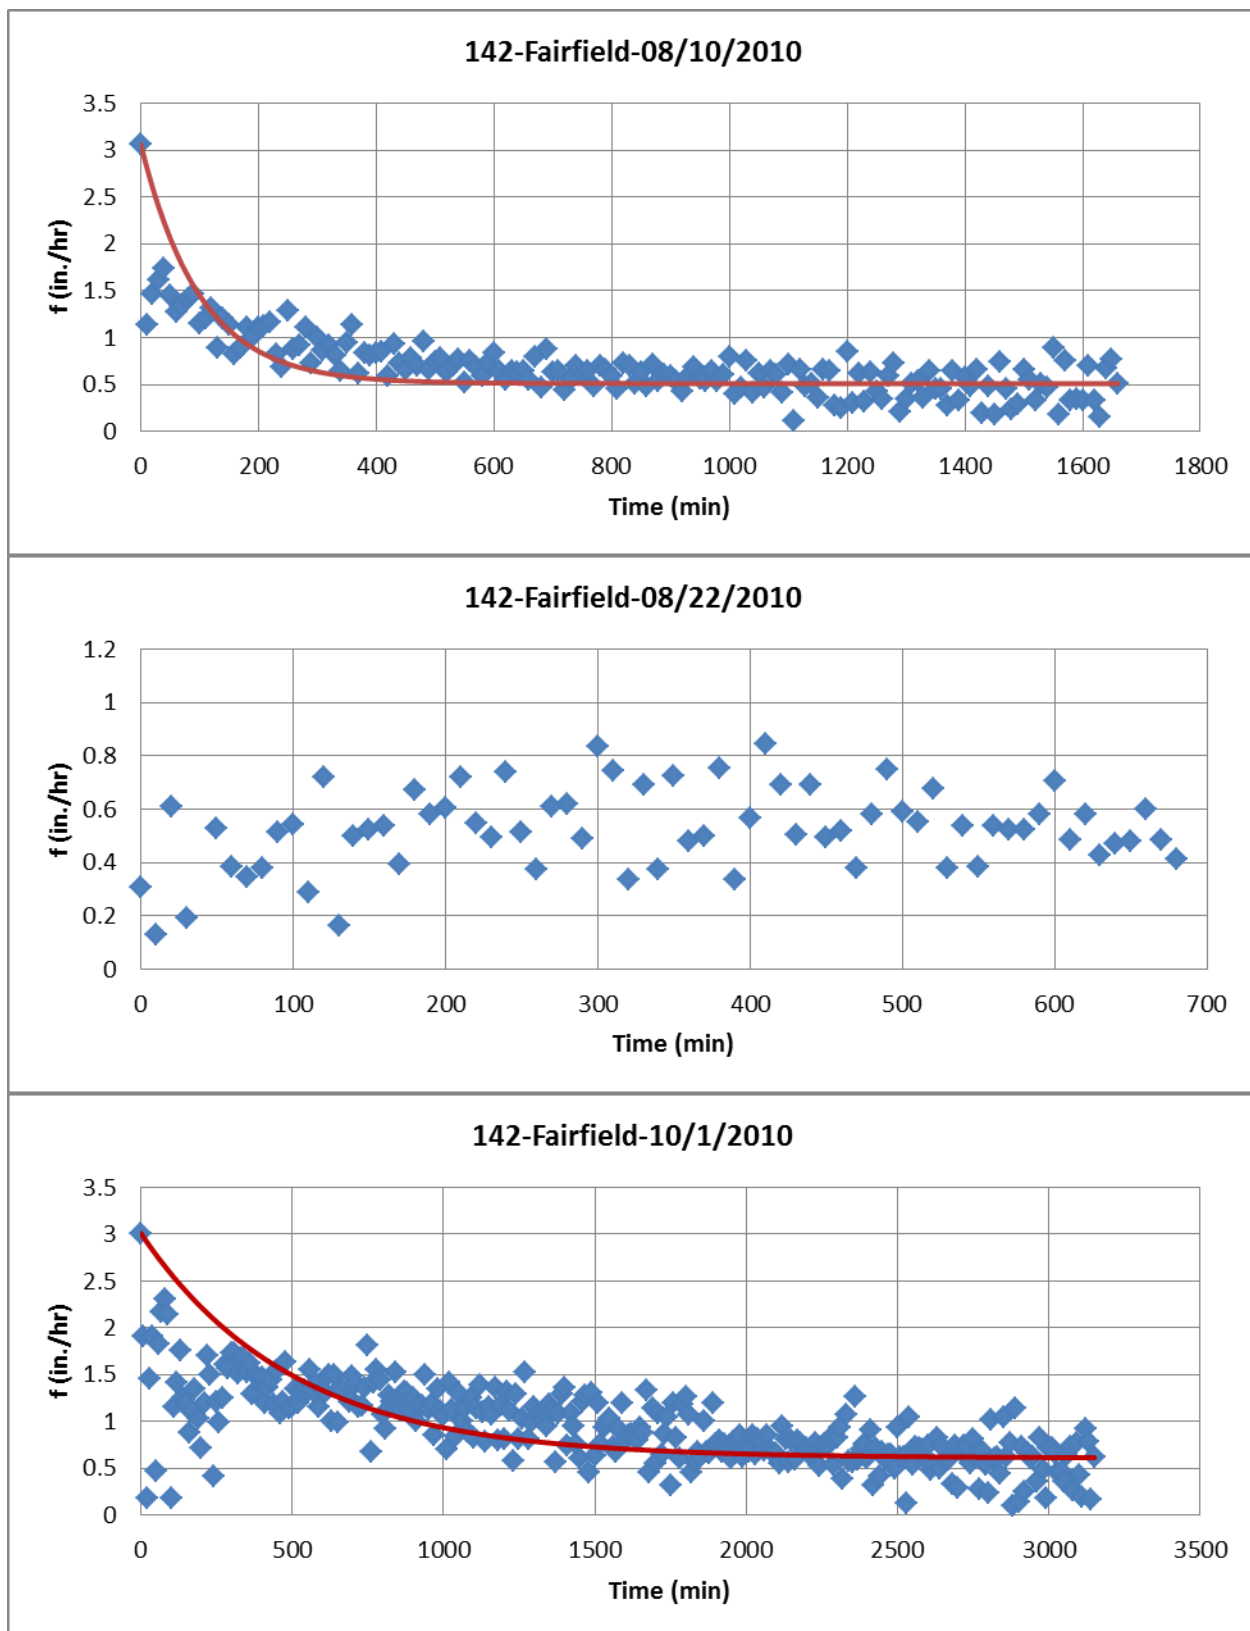 142-Fairfield-08/10/2010
3.5
3
2.5
2
1.5
1
0.5
0
f (in./hr)
0 200 400 600 800 1000 1200 1400 1600 1800
Time (min)
142-Fairfield-08/22/2010
1.2
1
0.8
0.6
0.4
0.2
0
f (in./hr)
0 100 200 300 400 500 600 700
Time (min)
142-Fairfield-10/1/2010
3.5
3
2.5
2
1.5
1
0.5
0
f (in./hr)
0 500 1000 1500 2000 2500 3000 3500
Time (min)